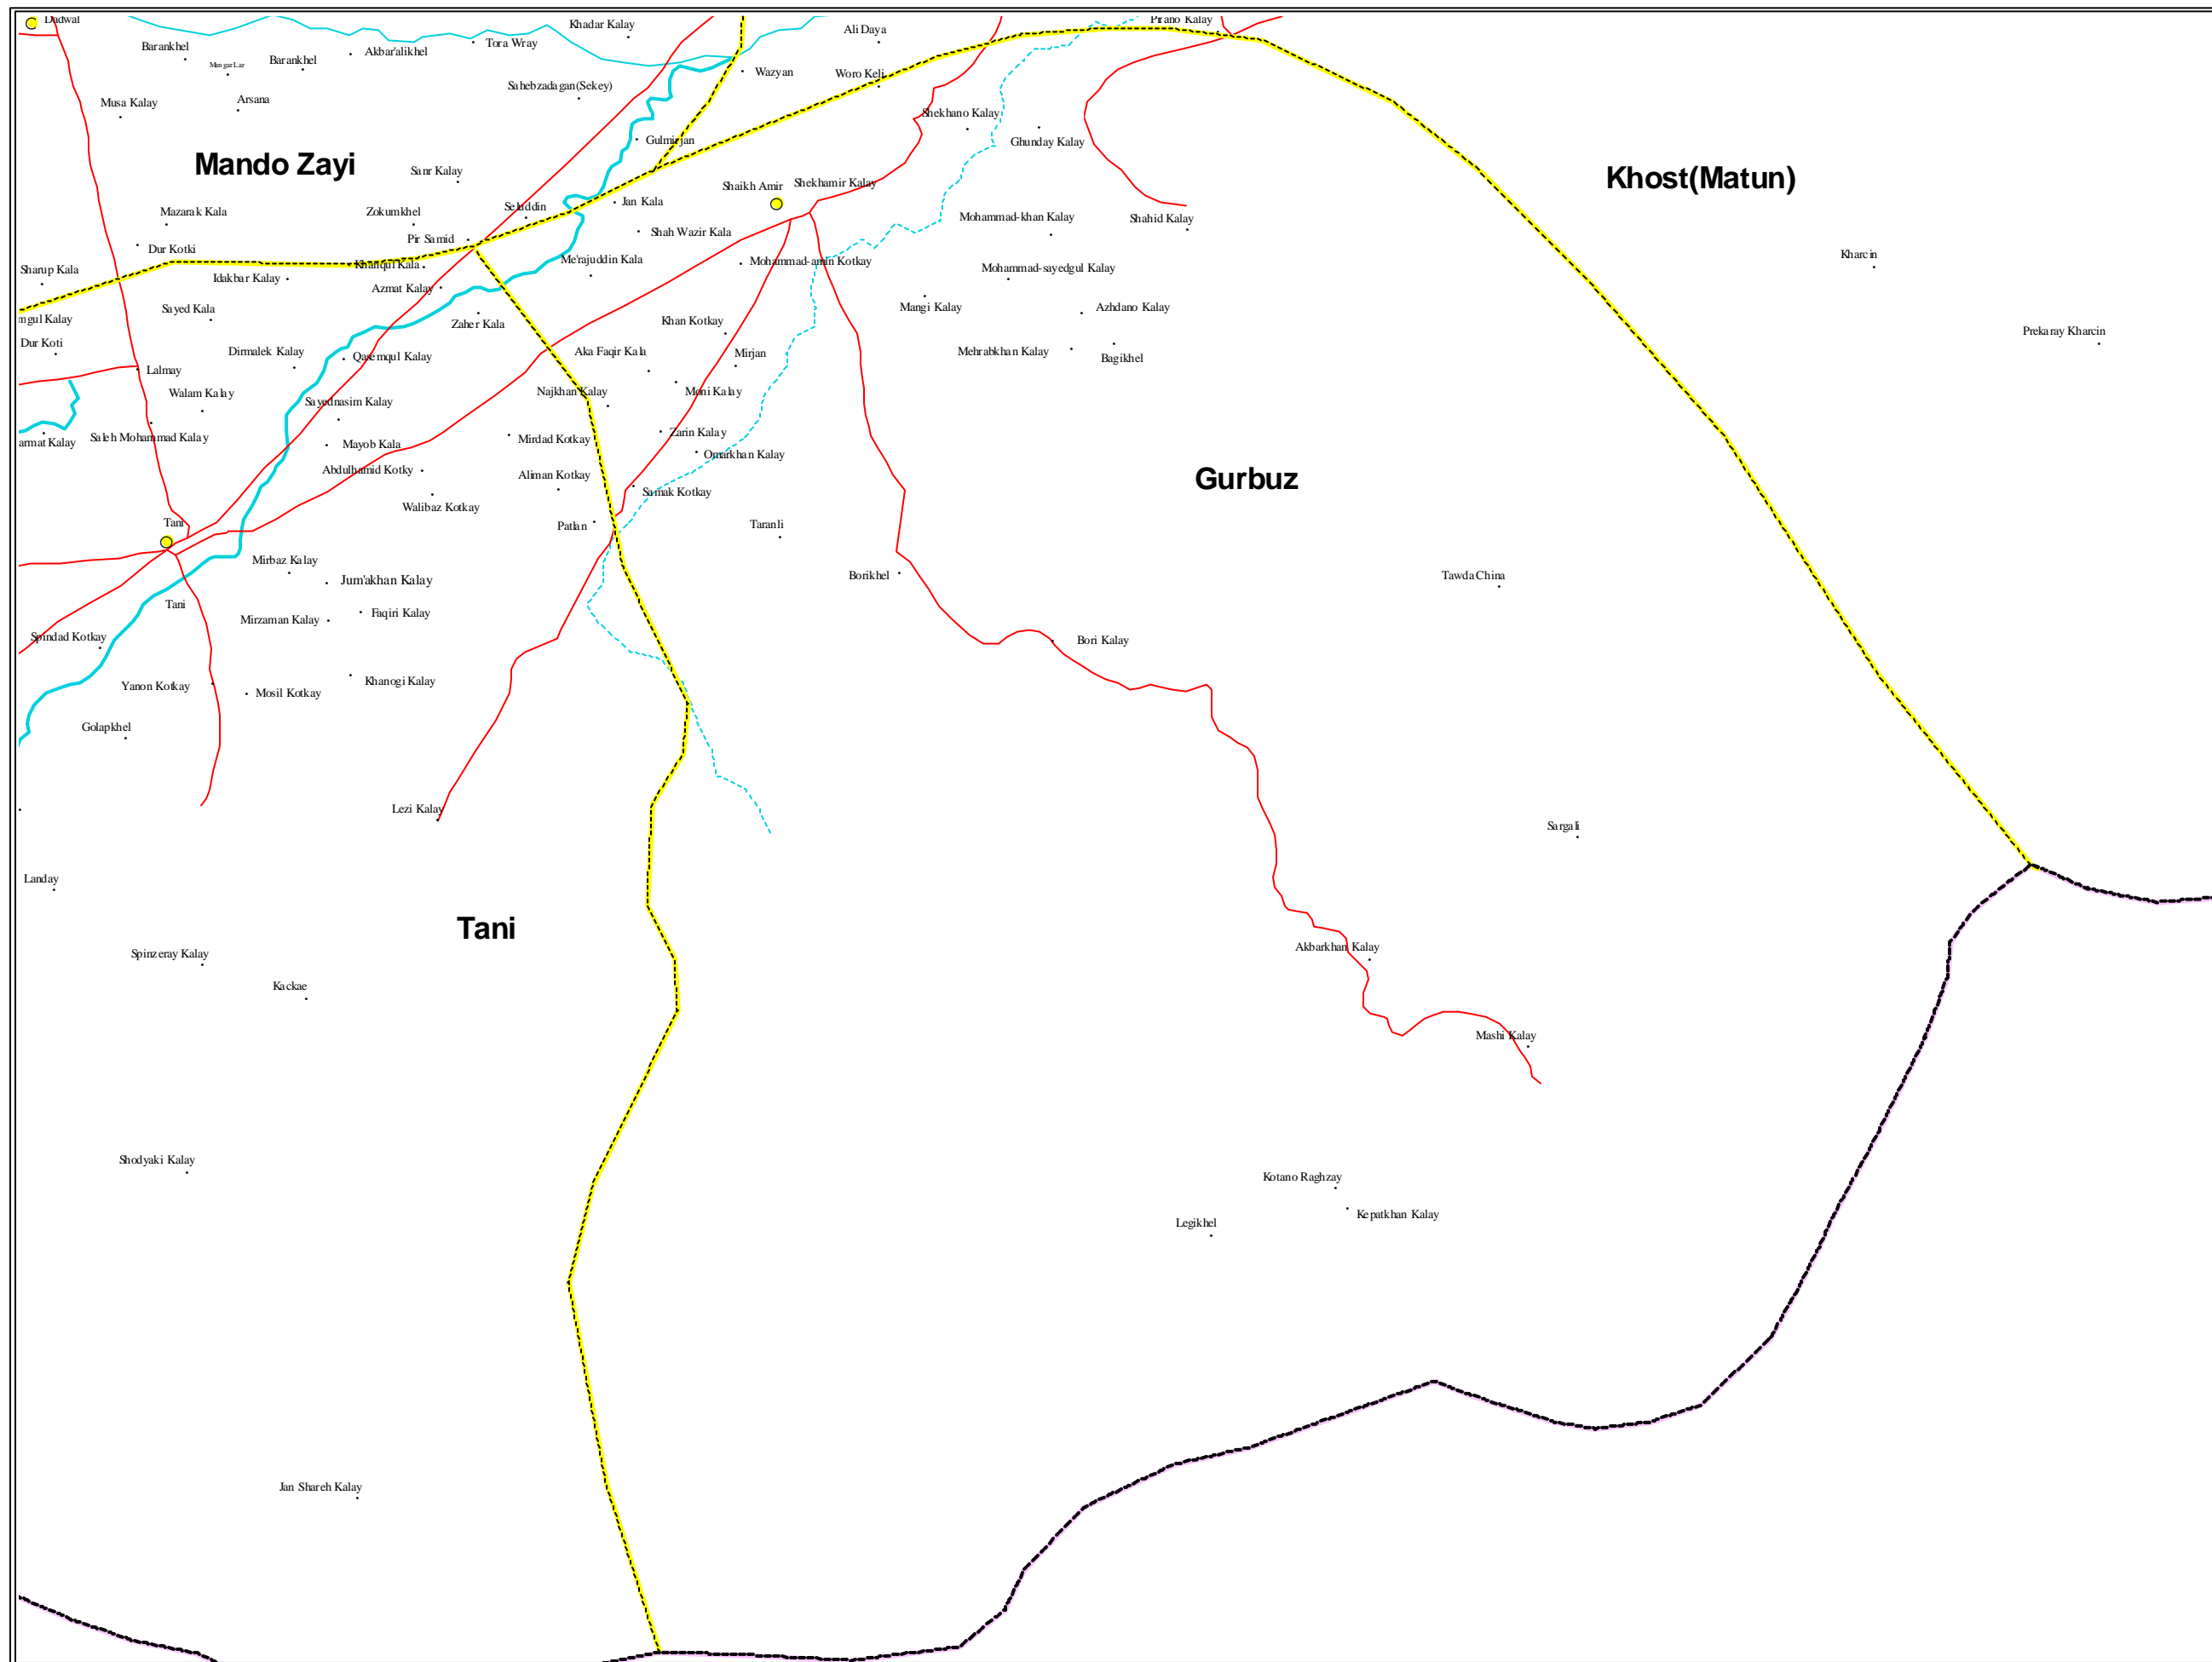 Dadwal
Khadar Kalay
Pirano Kalay
Ali Daya
Barankhel
Akbar'alikhel
Tora Wray
Mangar Lar
Barankhel
Wazyan
Woro Keli
Sahebzadagan(Sekey)
Musa Kalay
Arsana
Shekhano Kalay
Gulmirjan
Ghunday Kalay
Mando Zayi
Sanr Kalay
Khost(Matun)
Shaikh Amir
Shekhamir Kalay
Mazarak Kala
Zokumkhel
Jan Kala
Mohammad-khan Kalay
Shahid Kalay
Pir Samid
Shah Wazir Kala
Dur Kotki
Kharcin
Sharup Kala
Khanqul Kala
Me'rajuddin Kala
Mohammad-amin Kotkay
Mohammad-sayedgul Kalay
Idakbar Kalay
Azmat Kalay
Sayed Kala
Mangi Kalay
Azhdano Kalay
mgul Kalay
Zaher Kala
Khan Kotkay
Prekaray Kharcin
Dur Koti
Dirmalek Kalay
Qasemqul Kalay
Aka Faqir Kala
Mirjan
Mehrabkhan Kalay
Bagikhel
Lalmay
Walam Kalay
Najkhan Kalay
Moni Kalay
Sayednasim Kalay
armat Kalay
Saleh Mohammad Kalay
Mayob Kala
Mirdad Kotkay
Zarin Kalay
Omarkhan Kalay
Abdulhamid Kotky
Aliman Kotkay
Gurbuz
Samak Kotkay
Walibaz Kotkay
Tani
Patlan
Taranli
Mirbaz Kalay
Jum'akhan Kalay
Borikhel
Tawda China
Tani
Faqiri Kalay
Mirzaman Kalay
Spindad Kotkay
Bori Kalay
Khanogi Kalay
Yanon Kotkay
Mosil Kotkay
Golapkhel
Lezi Kalay
Sargali
Landay
Tani
Akbarkhan Kalay
Spinzeray Kalay
Kackae
Mashi Kalay
Shodyaki Kalay
Kotano Raghzay
Kepatkhan Kalay
Legikhel
Jan Shareh Kalay